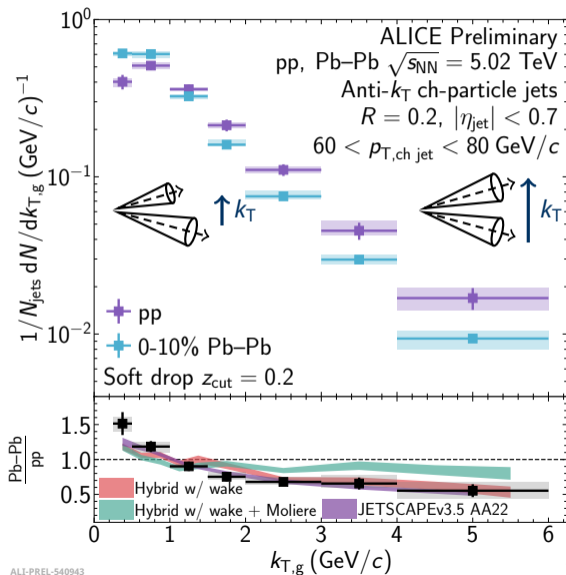 ALICE Preliminary
pp, Pb–Pb √sNN = 5.02 TeV
Anti-kT ch-particle jets
R = 0.2, |ηjet| < 0.7
60 < pT,ch jet < 80 GeV/c
1/Njets dN/dkT,g (GeV/c)⁻¹
10⁰
10⁻¹
10⁻²
kT
kT
pp
0-10% Pb–Pb
Soft drop zcut = 0.2
Pb–Pb
pp
1.5
1.0
0.5
Hybrid w/ wake
Hybrid w/ wake + Moliere
JETSCAPEv3.5 AA22
0 1 2 3 4 5 6
kT,g (GeV/c)
ALI-PREL-540943